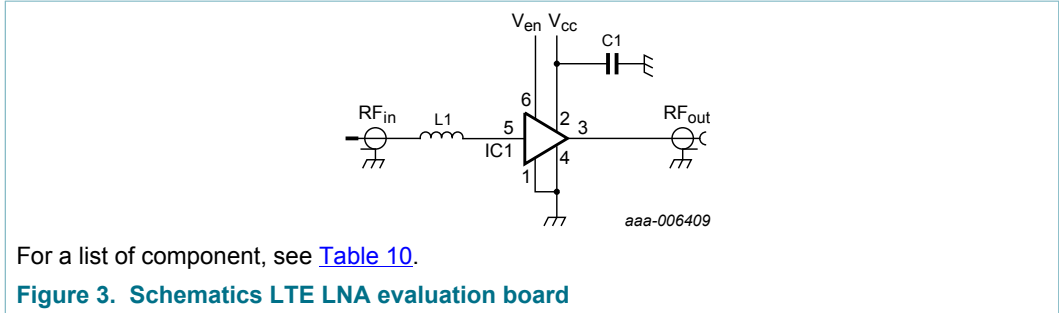 Ven Vcc
C1
6
RFin
L1
5
2
3
RFout
IC1
4
1
aaa-006409
For a list of component, see Table 10.
Figure 3. Schematics LTE LNA evaluation board